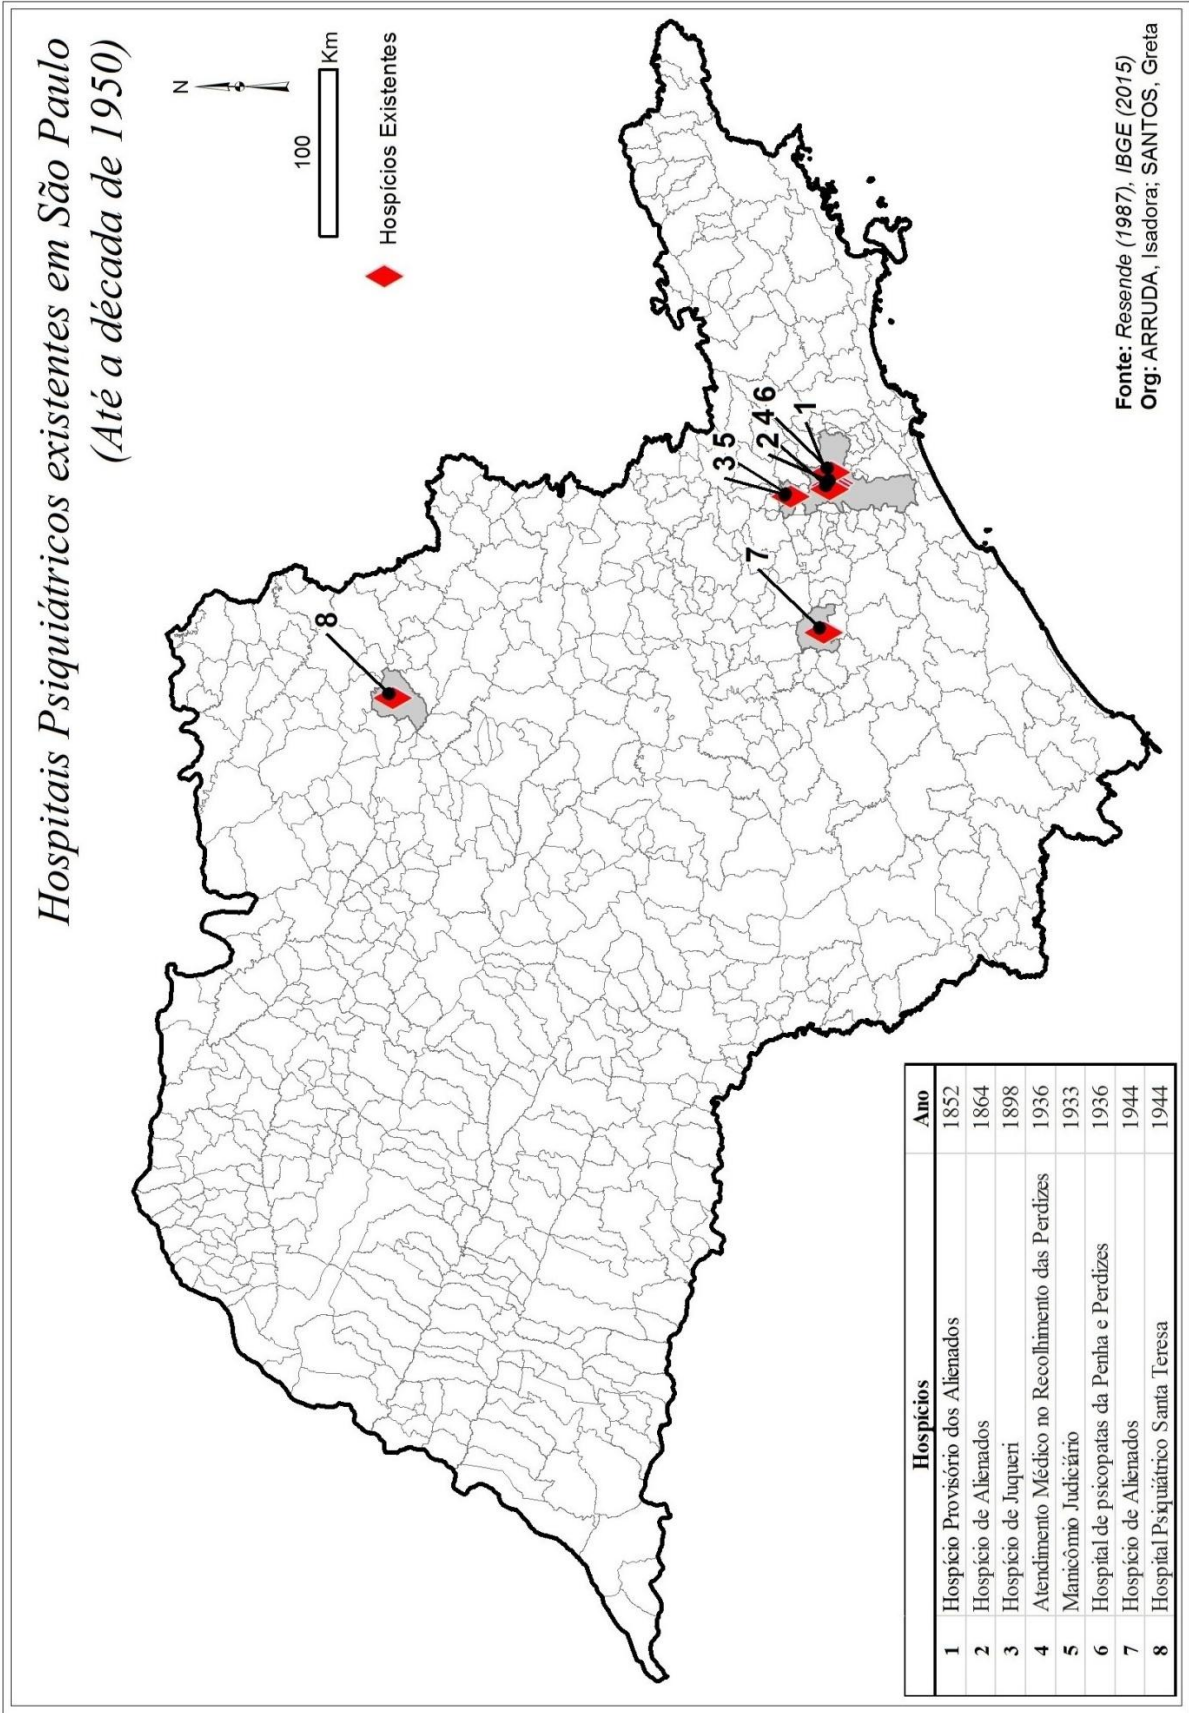 Hospitais Psiquiátricos existentes em São Paulo
(Até a década de 1950)
N
100
Km
Hospícios Existentes
8
7
3 5
2 4 6
1
Hospícios Ano
1 Hospício Provisório dos Alienados 1852
2 Hospício de Alienados 1864
3 Hospício de Juqueri 1898
4 Atendimento Médico no Recolhimento das Perdizes 1936
5 Manicômio Judiciário 1933
6 Hospital de psicopatas da Penha e Perdizes 1936
7 Hospício de Alienados 1944
8 Hospital Psiquiátrico Santa Teresa 1944
Fonte: Resende (1987), IBGE (2015)
Org: ARRUDA, Isadora; SANTOS, Greta